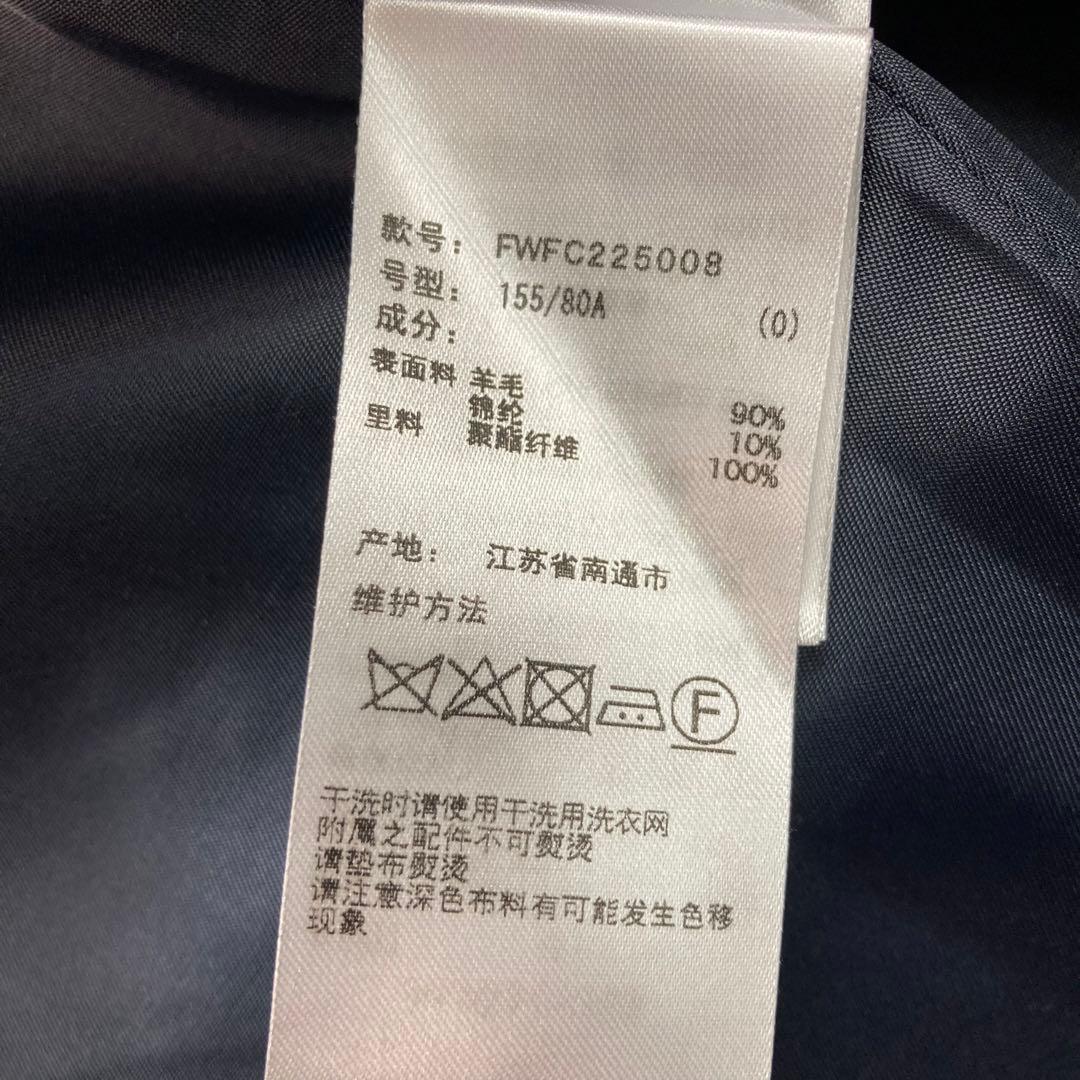 款号： FWFC225008
号型： 155/80A (0)
成分：
表面料 羊毛 90%
锦纶 10%
里料 聚酯纤维 100%
产地： 江苏省南通市
维护方法
F
干洗时请使用干洗用洗衣网
附属之配件不可熨烫
请垫布熨烫
请注意深色布料有可能发生色移
现象